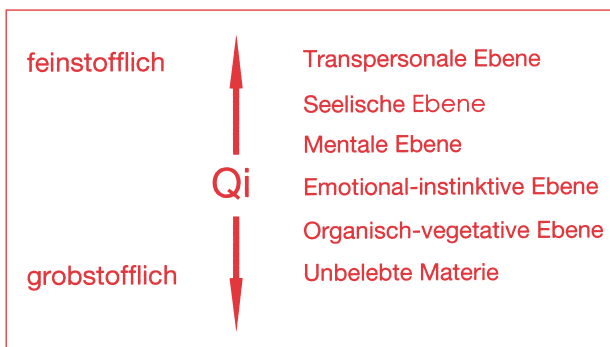 feinstofflich
Transpersonale Ebene
Seelische Ebene
Mentale Ebene
Qi
Emotional-instinktive Ebene
Organisch-vegetative Ebene
grobstofflich
Unbelebte Materie